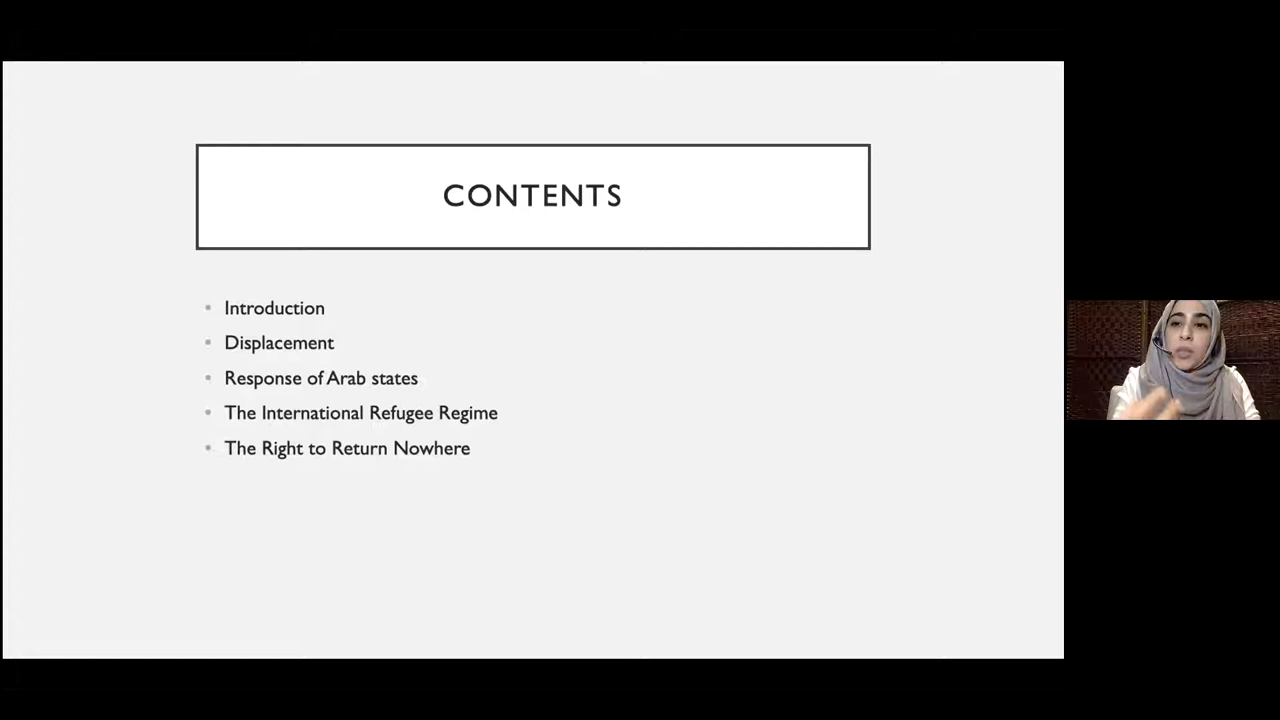 CONTENTS
Introduction
Displacement
Response of Arab states
The International Refugee Regime
The Right to Return Nowhere